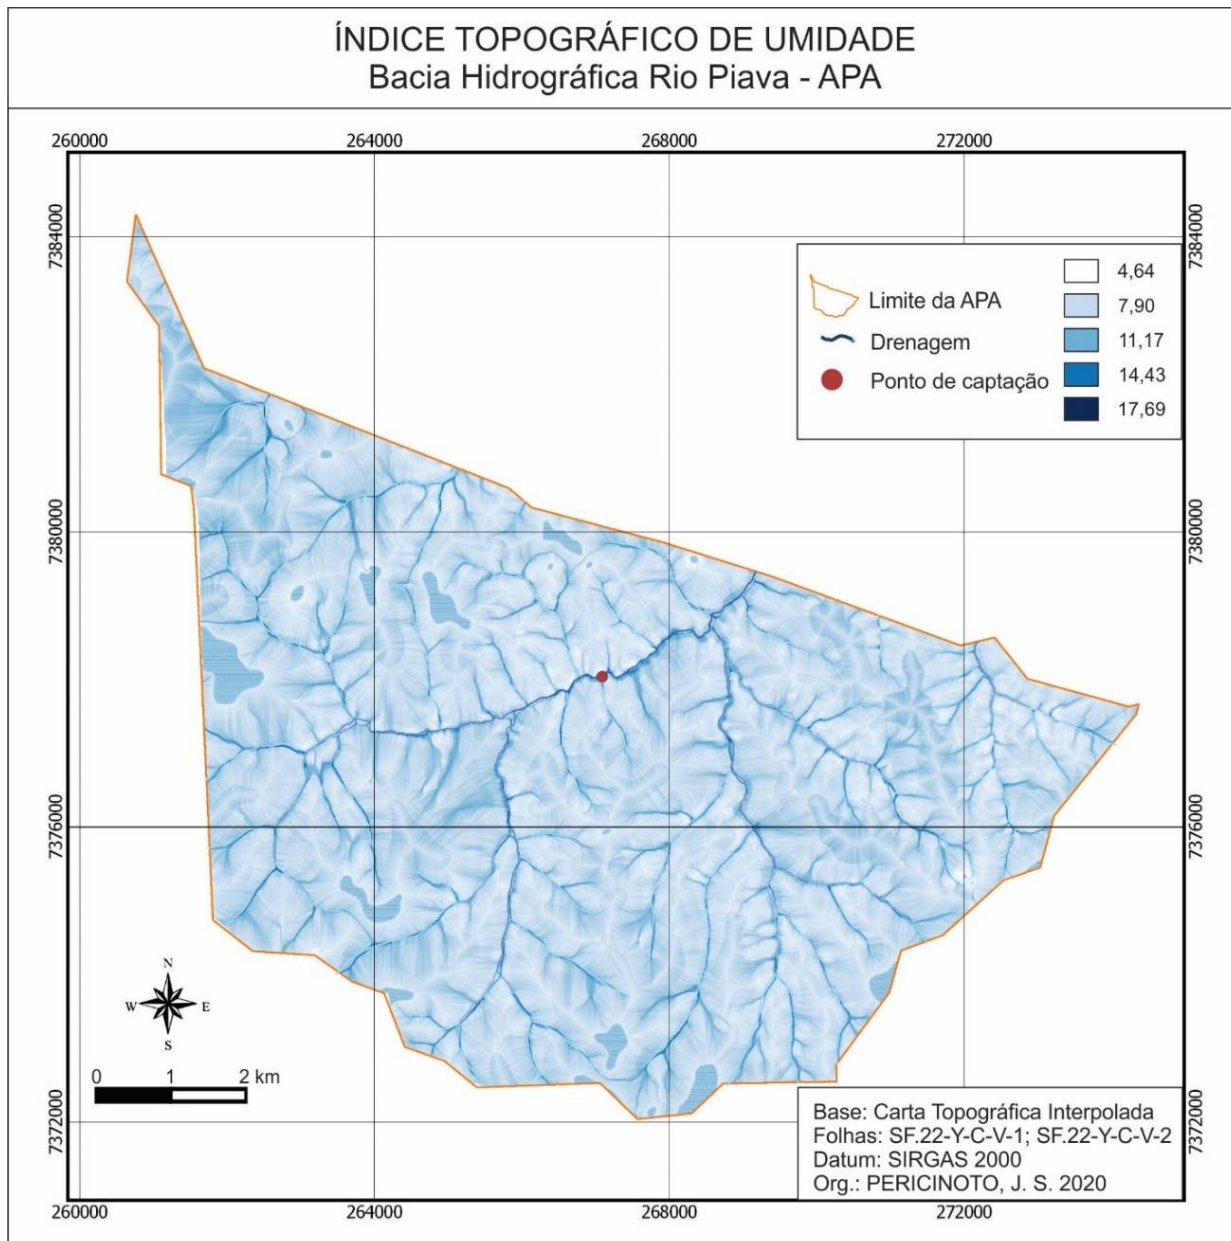 ÍNDICE TOPOGRÁFICO DE UMIDADE
Bacia Hidrográfica Rio Piava - APA
260000
264000
268000
272000
7384000
7384000
Limite da APA
Drenagem
Ponto de captação
4,64
7,90
11,17
14,43
17,69
7380000
7380000
7376000
7376000
N
W
E
S
0
1
2 km
7372000
7372000
Base: Carta Topográfica Interpolada
Folhas: SF.22-Y-C-V-1; SF.22-Y-C-V-2
Datum: SIRGAS 2000
Org.: PERICINOTO, J. S. 2020
260000
264000
268000
272000